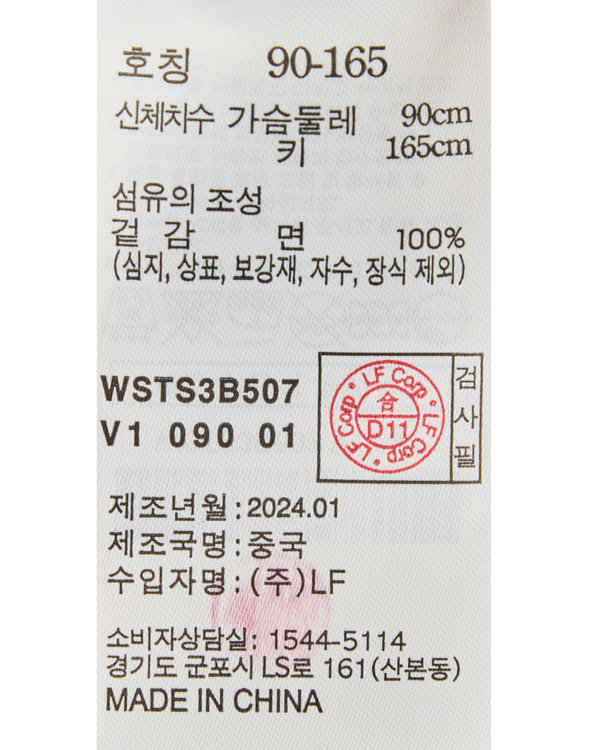 호칭 90-165
신체치수 가슴둘레 90cm
키 165cm
섬유의 조성
겉감 면 100%
(심지, 상표, 보강재, 자수, 장식 제외)
WSTS3B507
V1 090 01
LF Corp • LF Corp • LF Corp •
合
D11
검사필
제조년월 : 2024.01
제조국명 : 중국
수입자명 : (주)LF
소비자상담실: 1544-5114
경기도 군포시 LS로 161(산본동)
MADE IN CHINA